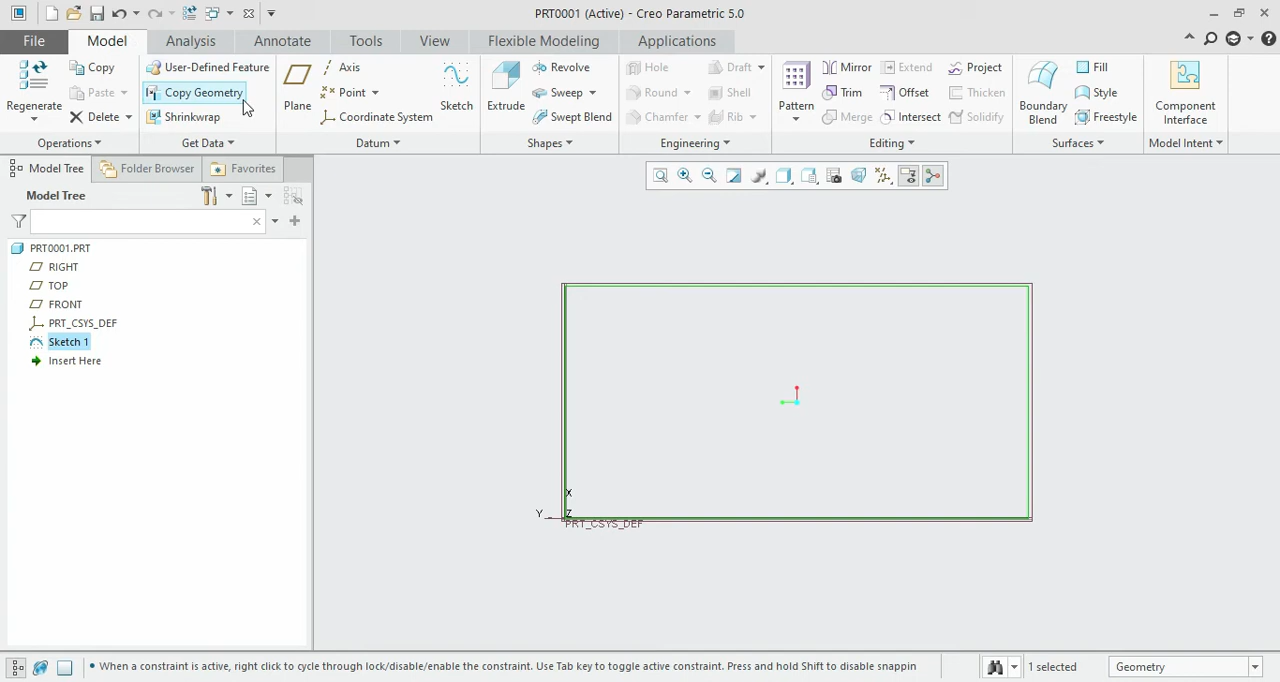 PRT0001 (Active) - Creo Parametric 5.0
File Model Analysis Annotate Tools View Flexible Modeling Applications
Regenerate Copy Paste Delete
User-Defined Feature Copy Geometry Shrinkwrap
Plane Axis Point Coordinate System Sketch
Extrude Revolve Sweep Swept Blend
Hole Round Chamfer Draft Shell Rib
Pattern Mirror Trim Merge Extend Offset Intersect Project Thicken Solidify
Boundary Blend Fill Style Freestyle
Component Interface
Operations Get Data Datum Shapes Engineering Editing Surfaces Model Intent
Model Tree Folder Browser Favorites
Model Tree
PRT0001.PRT
RIGHT
TOP
FRONT
PRT_CSYS_DEF
Sketch 1
Insert Here
X
Y
Z
PRT_CSYS_DEF
• When a constraint is active, right click to cycle through lock/disable/enable the constraint. Use Tab key to toggle active constraint. Press and hold Shift to disable snappin
1 selected
Geometry